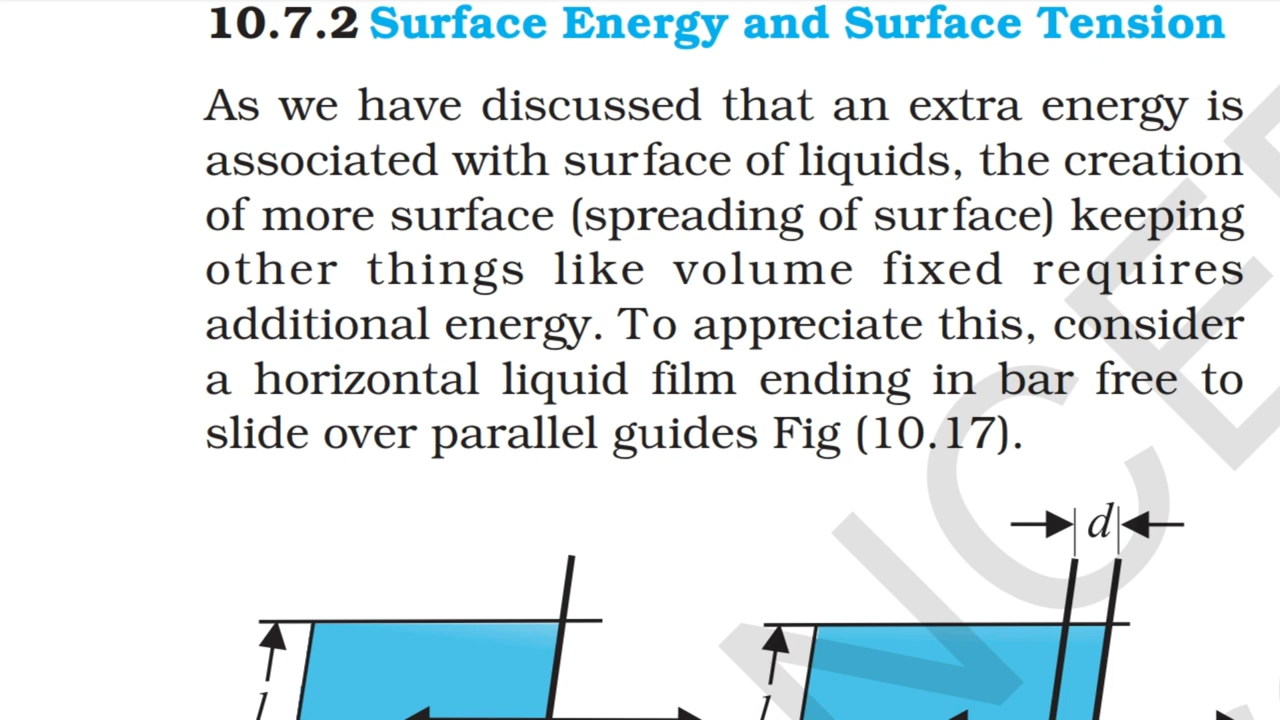 10.7.2 Surface Energy and Surface Tension
As we have discussed that an extra energy is
associated with surface of liquids, the creation
of more surface (spreading of surface) keeping
other things like volume fixed requires
additional energy. To appreciate this, consider
a horizontal liquid film ending in bar free to
slide over parallel guides Fig (10.17).
d
l l